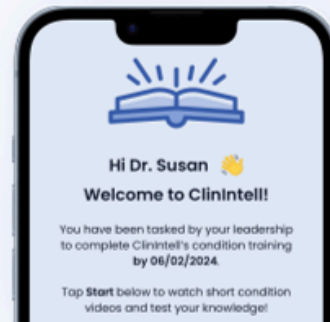 Hi Dr. Susan 👋
Welcome to ClinIntell!
You have been tasked by your leadership
to complete ClinIntell's condition training
by 06/02/2024.
Tap Start below to watch short condition
videos and test your knowledge!